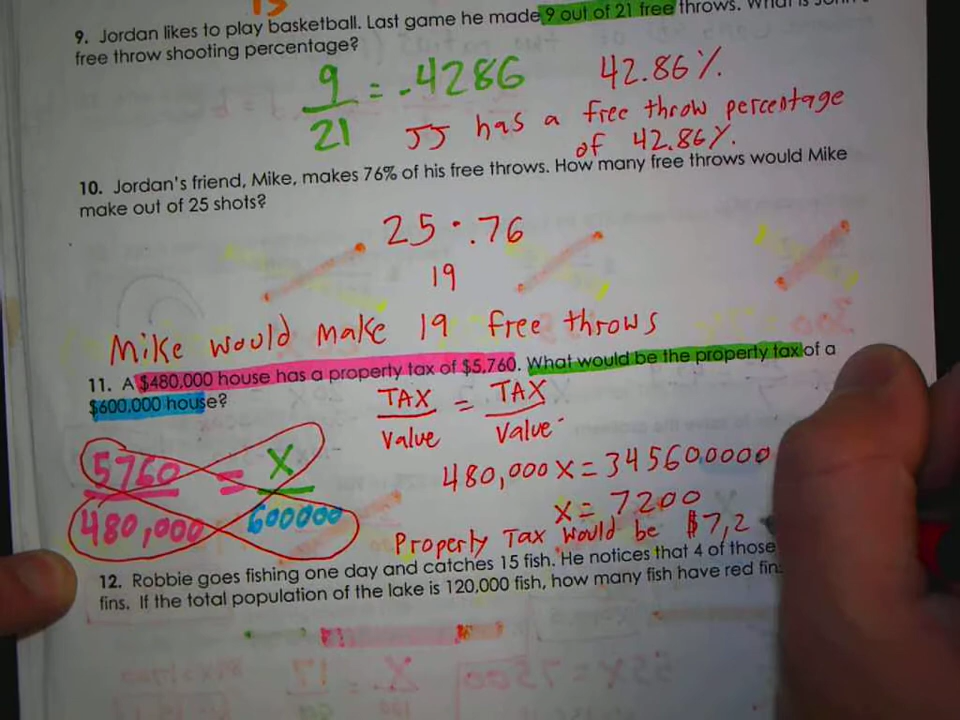 9. Jordan likes to play basketball. Last game he made 9 out of 21 free throws. What is
free throw shooting percentage?
9/21 = .4286 42.86%
JJ has a free throw percentage
of 42.86%.
10. Jordan's friend, Mike, makes 76% of his free throws. How many free throws would Mike
make out of 25 shots?
25 · .76
19
Mike would make 19 free throws
11. A $480,000 house has a property tax of $5,760. What would be the property tax of a
$600,000 house?
TAX/Value = TAX/Value
5760/480,000 = X/600000
480,000X = 3456000000
X = 7200
Property Tax would be $7,2
12. Robbie goes fishing one day and catches 15 fish. He notices that 4 of those
fins. If the total population of the lake is 120,000 fish, how many fish have red fin